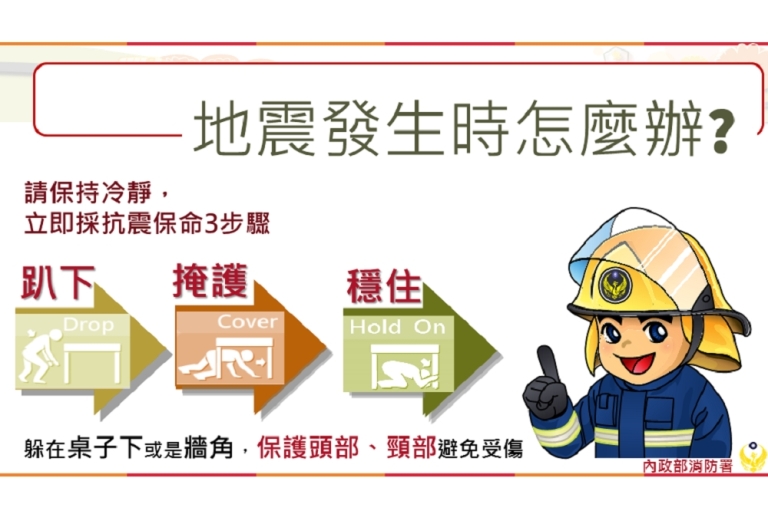 地震發生時怎麼辦?
請保持冷靜，
立即採抗震保命3步驟
趴下
Drop
掩護
Cover
穩住
Hold On
躲在桌子下或是牆角，保護頭部、頸部避免受傷
內政部消防署